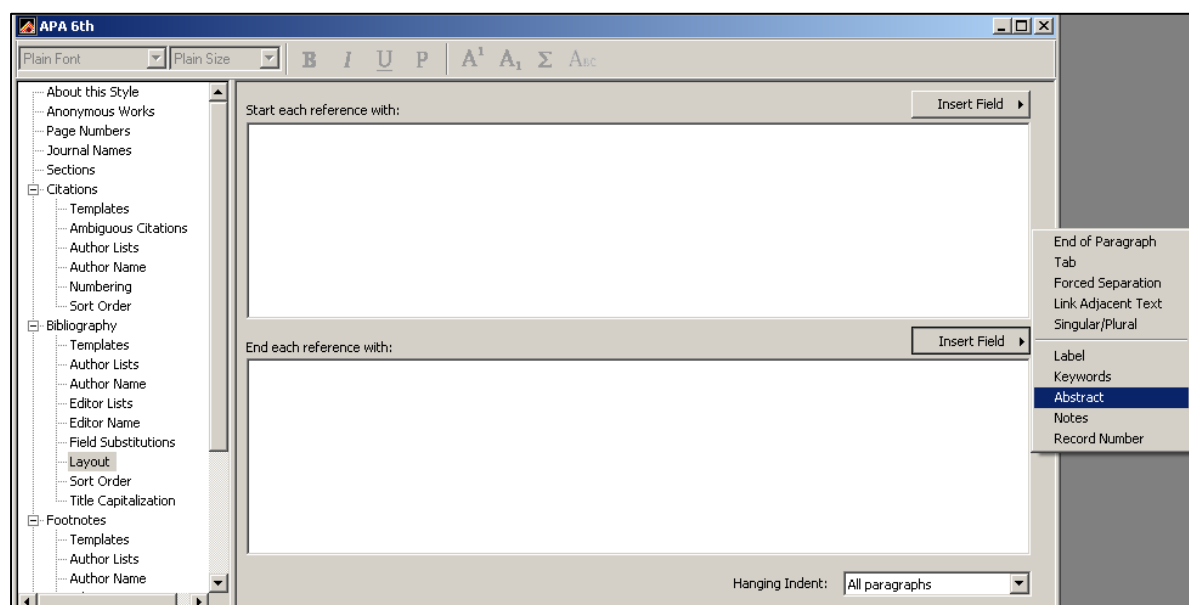 APA 6th
Plain Font
Plain Size
B I U P A1 A1 Σ ABC
About this Style
Anonymous Works
Page Numbers
Journal Names
Sections
Citations
Templates
Ambiguous Citations
Author Lists
Author Name
Numbering
Sort Order
Bibliography
Templates
Author Lists
Author Name
Editor Lists
Editor Name
Field Substitutions
Layout
Sort Order
Title Capitalization
Footnotes
Templates
Author Lists
Author Name
Start each reference with:
Insert Field
End each reference with:
Insert Field
End of Paragraph
Tab
Forced Separation
Link Adjacent Text
Singular/Plural
Label
Keywords
Abstract
Notes
Record Number
Hanging Indent: All paragraphs